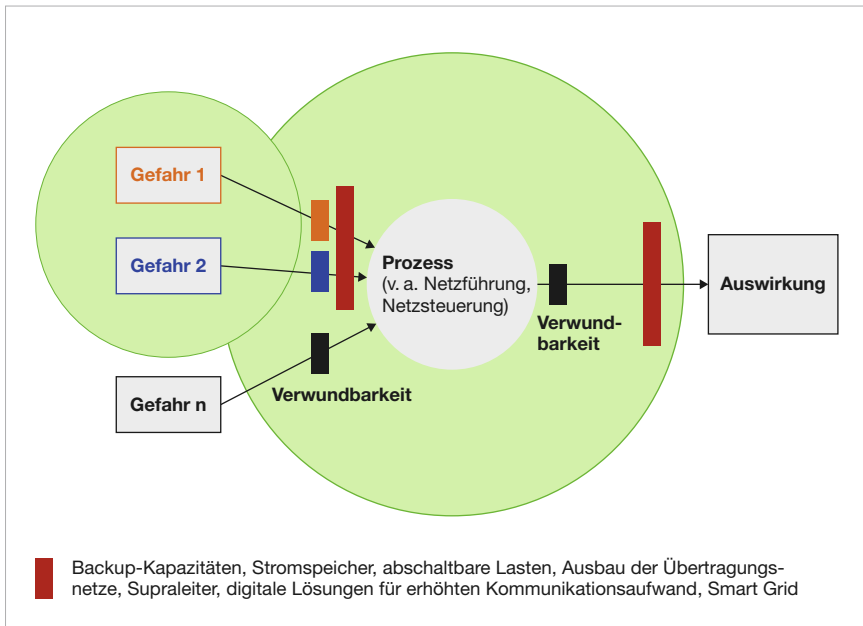 Gefahr 1
Gefahr 2
Gefahr n
Verwundbarkeit
Prozess
(v. a. Netzführung,
Netzsteuerung)
Verwund-
barkeit
Auswirkung
Backup-Kapazitäten, Stromspeicher, abschaltbare Lasten, Ausbau der Übertragungs-
netze, Supraleiter, digitale Lösungen für erhöhten Kommunikationsaufwand, Smart Grid